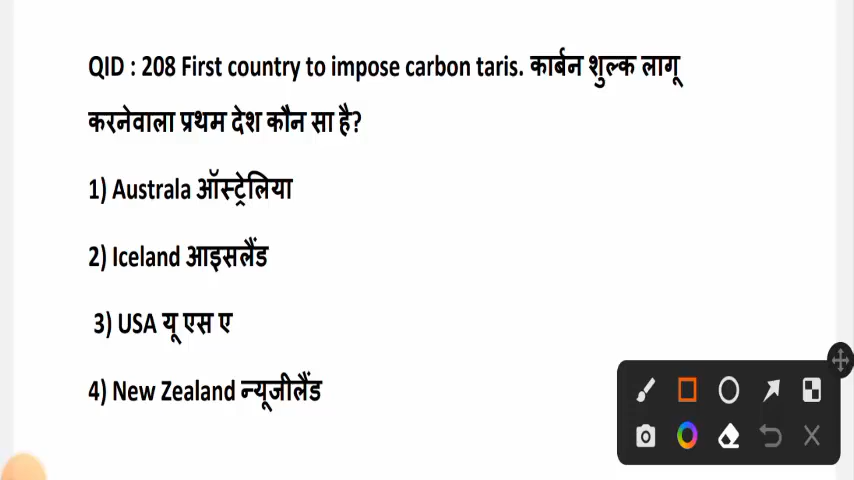 QID : 208 First country to impose carbon taris. कार्बन शुल्क लागू
करनेवाला प्रथम देश कौन सा है?
1) Australa ऑस्ट्रेलिया
2) Iceland आइसलैंड
3) USA यू एस ए
4) New Zealand न्यूजीलैंड